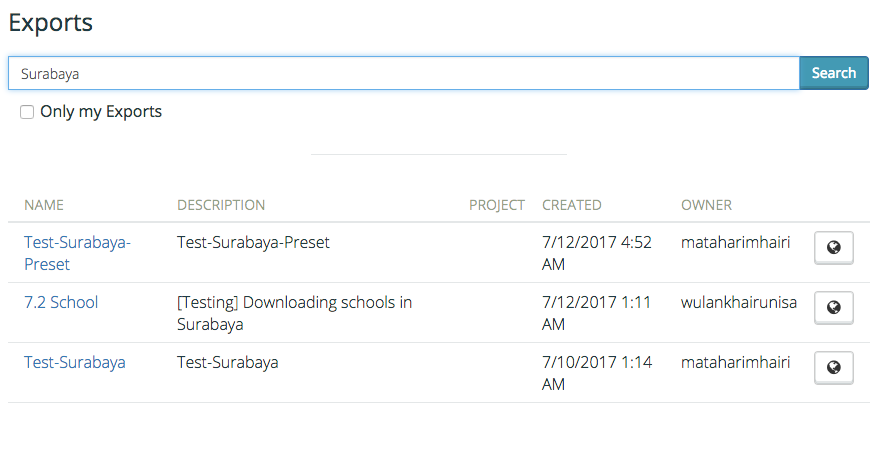 Exports
Surabaya Search
Only my Exports
NAME DESCRIPTION PROJECT CREATED OWNER
Test-Surabaya- Test-Surabaya-Preset 7/12/2017 4:52 mataharimhairi
Preset AM
7.2 School [Testing] Downloading schools in 7/12/2017 1:11 wulankhairunisa
Surabaya AM
Test-Surabaya Test-Surabaya 7/10/2017 1:14 mataharimhairi
AM